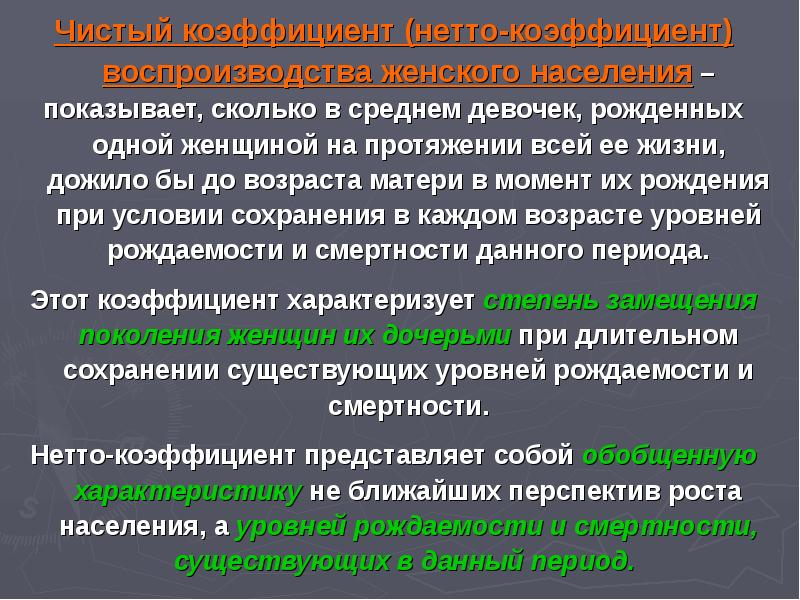 Чистый коэффициент (нетто-коэффициент)
воспроизводства женского населения –
показывает, сколько в среднем девочек, рожденных
одной женщиной на протяжении всей ее жизни,
дожило бы до возраста матери в момент их рождения
при условии сохранения в каждом возрасте уровней
рождаемости и смертности данного периода.
Этот коэффициент характеризует степень замещения
поколения женщин их дочерьми при длительном
сохранении существующих уровней рождаемости и
смертности.
Нетто-коэффициент представляет собой обобщенную
характеристику не ближайших перспектив роста
населения, а уровней рождаемости и смертности,
существующих в данный период.